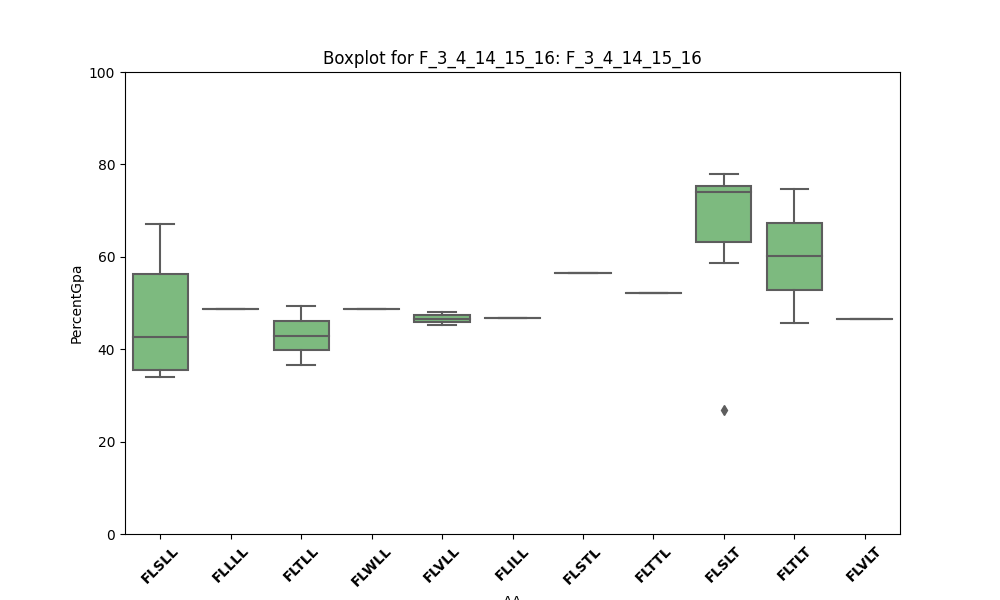 Boxplot for F_3_4_14_15_16: F_3_4_14_15_16
100
80
60
40
20
0
PercentGpa
FLSLL
FLLLL
FLTLL
FLWLL
FLVLL
FLILL
FLSTL
FLTTL
FLSLT
FLTLT
FLVLT
AA